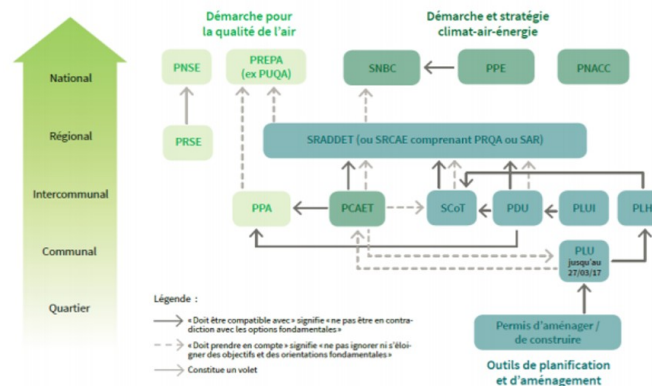 Démarche pour
la qualité de l'air
Démarche et stratégie
climat-air-énergie
National
PNSE
PREPA
(ex PUQA)
SNBC
PPE
PNACC
Régional
PRSE
SRADDET (ou SRCAE comprenant PRQA ou SAR)
Intercommunal
PPA
PCAET
SCoT
PDU
PLUI
PLH
Communal
PLU
jusqu'au
27/03/17
Quartier
Permis d'aménager /
de construire
Légende :
« Doit être compatible avec » signifie « ne pas être en contra-
diction avec les options fondamentales »
« Doit prendre en compte » signifie « ne pas ignorer ni s'éloi-
gner des objectifs et des orientations fondamentales »
Constitue un volet
Outils de planification
et d'aménagement